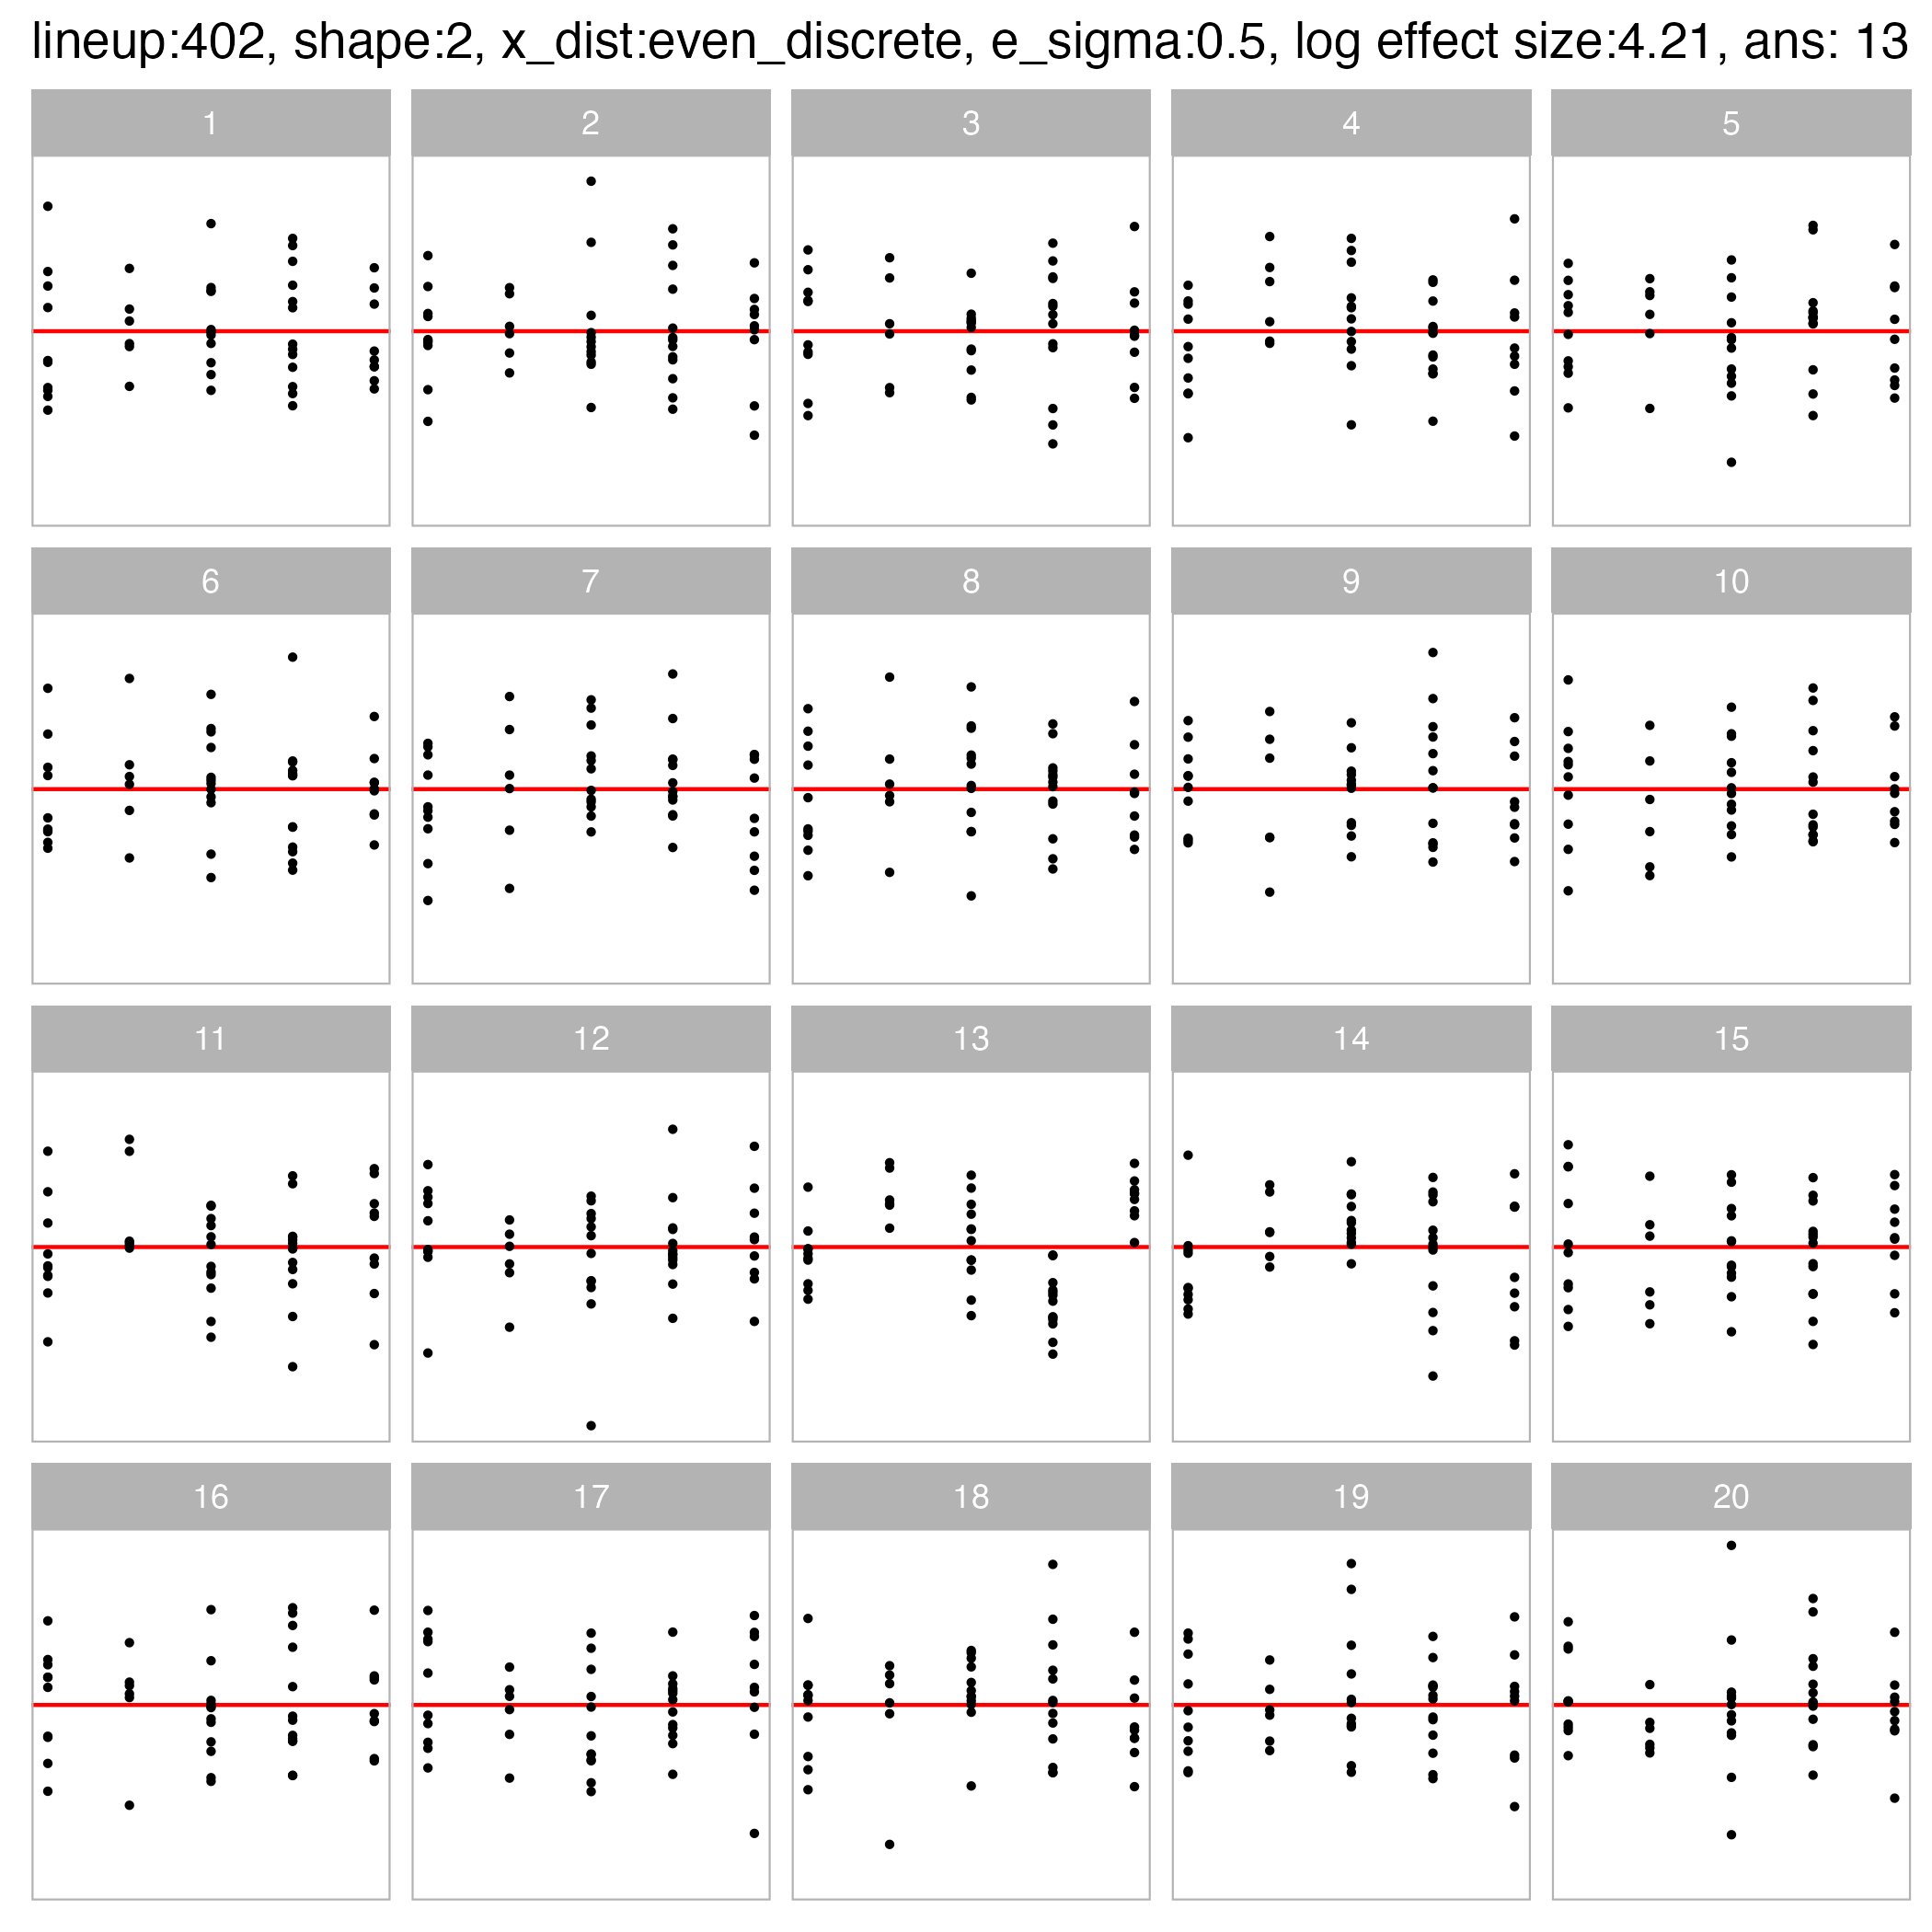 lineup:402, shape:2, x_dist:even_discrete, e_sigma:0.5, log effect size:4.21, ans: 13
1 2 3 4 5
6 7 8 9 10
11 12 13 14 15
16 17 18 19 20